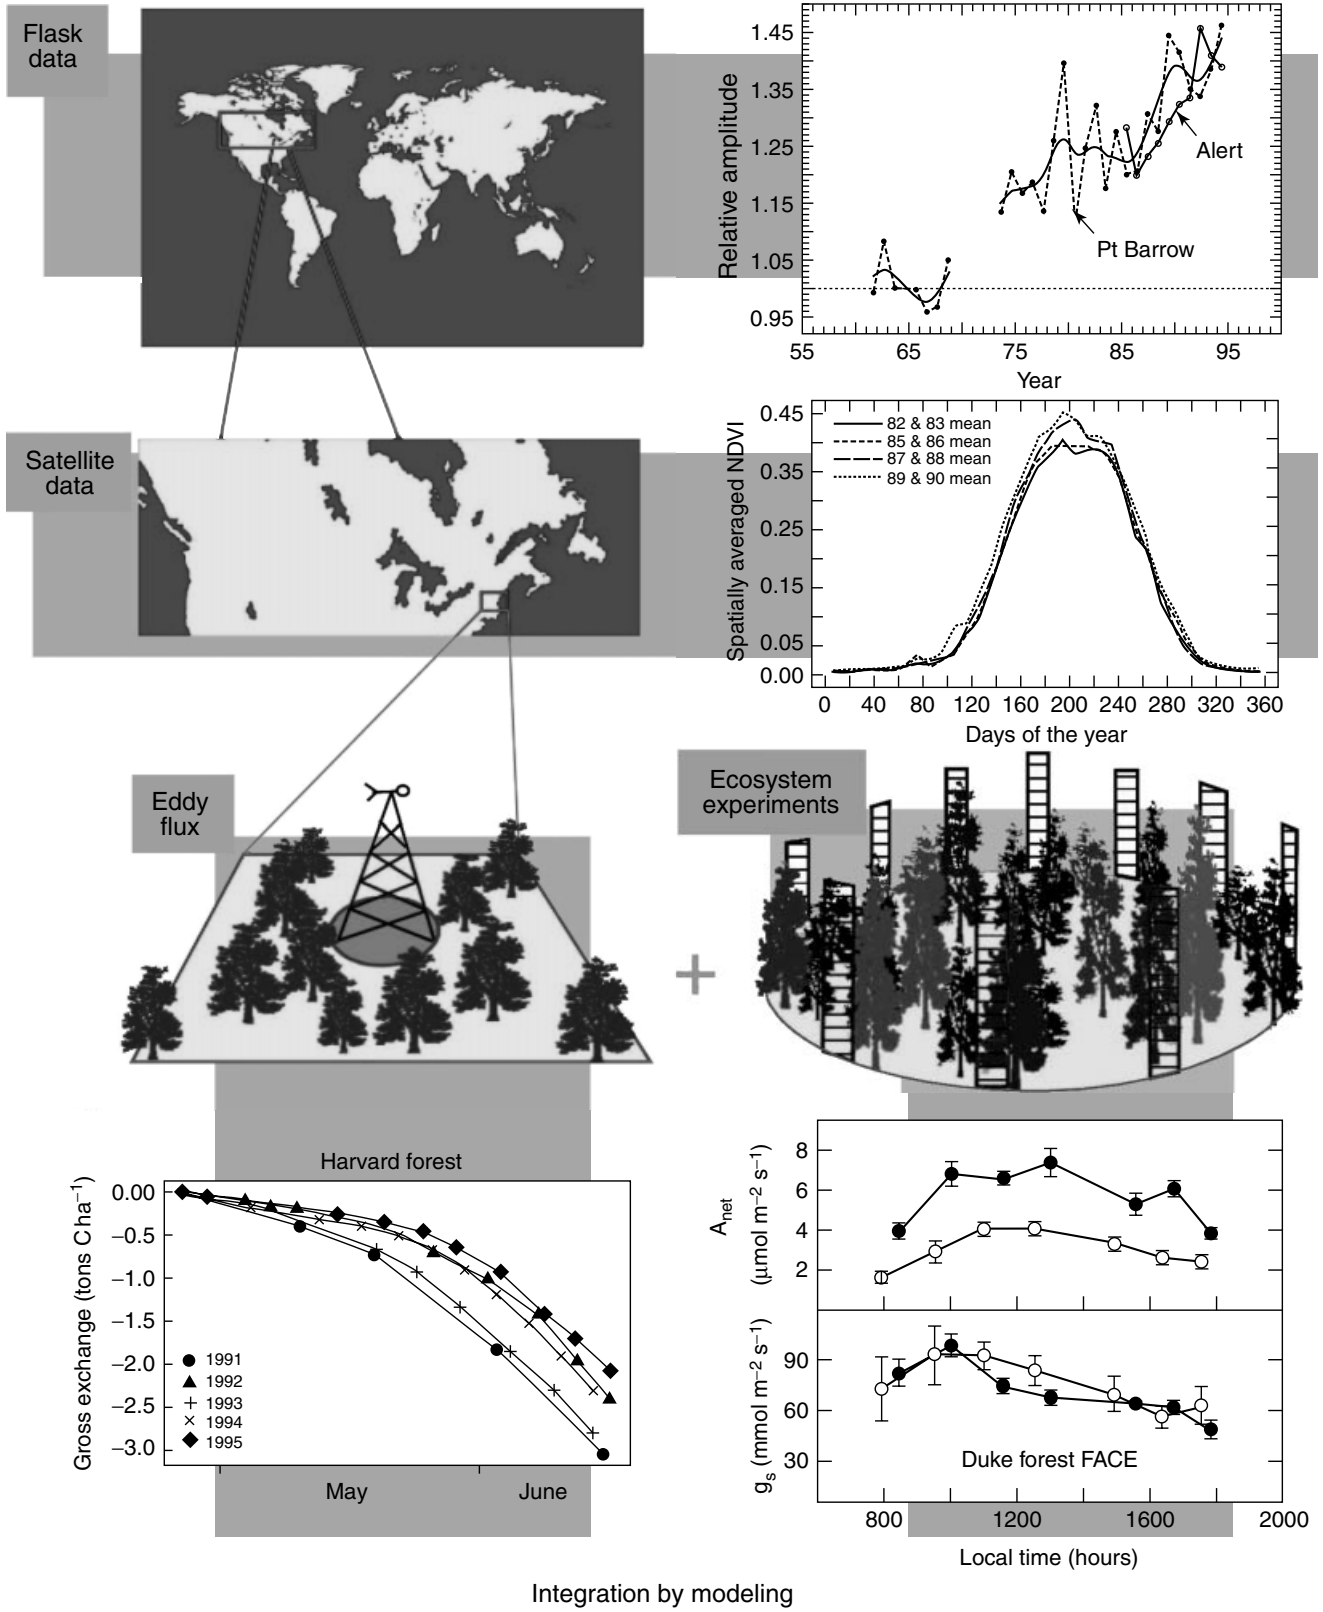 Flask
data
1.45
1.35
1.25
1.15
1.05
0.95
Relative amplitude
Alert
Pt Barrow
55 65 75 85 95
Year
Satellite
data
0.45
0.35
0.25
0.15
0.05
0.00
Spatially averaged NDVI
82 & 83 mean
85 & 86 mean
87 & 88 mean
89 & 90 mean
0 40 80 120 160 200 240 280 320 360
Days of the year
Eddy
flux
+
Ecosystem
experiments
Harvard forest
0.00
−0.5
−1.0
−1.5
−2.0
−2.5
−3.0
Gross exchange (tons C ha⁻¹)
1991
1992
1993
1994
1995
May June
8
6
4
2
Aₙₑₜ
(μmol m⁻² s⁻¹)
90
60
30
gₛ (mmol m⁻² s⁻¹)
Duke forest FACE
800 1200 1600 2000
Local time (hours)
Integration by modeling